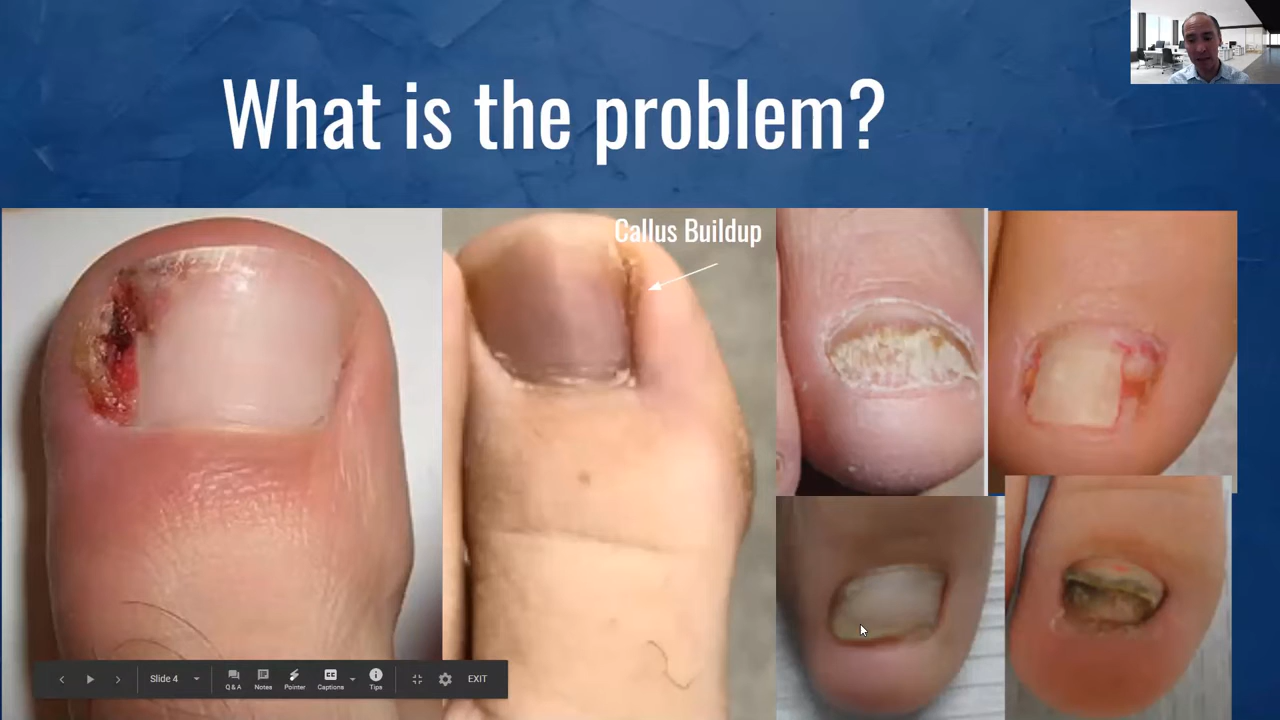 What is the problem?
Callus Buildup
Slide 4
Q & A
Notes
Pointer
Captions
Tips
EXIT